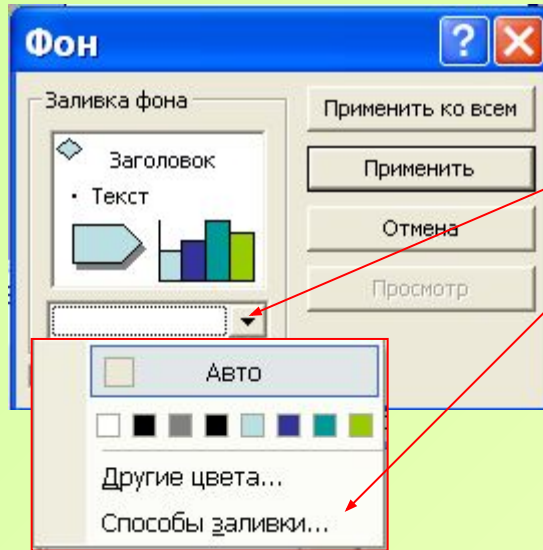 Фон
Заливка фона
Заголовок
• Текст
Применить ко всем
Применить
Отмена
Просмотр
Авто
Другие цвета...
Способы заливки...